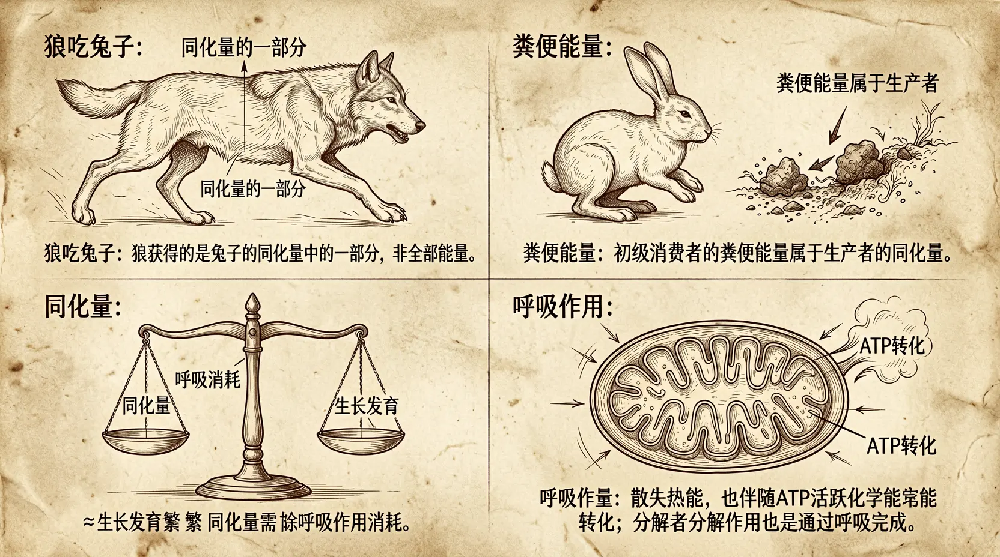 狼吃兔子：
同化量的一部分
同化量的一部分
狼吃兔子：狼获得的是兔子的同化量中的一部分，非全部能量。
粪便能量：
粪便能量属于生产者
粪便能量：初级消费者的粪便能量属于生产者的同化量。
同化量：
呼吸消耗
同化量
生长发育
≈生长发育繁 繁 同化量需 除呼吸作用消耗。
呼吸作用：
ATP转化
ATP转化
呼吸作量：散失热能，也伴随ATP活跃化学能常能
转化；分解者分解作用也是通过呼吸完成。